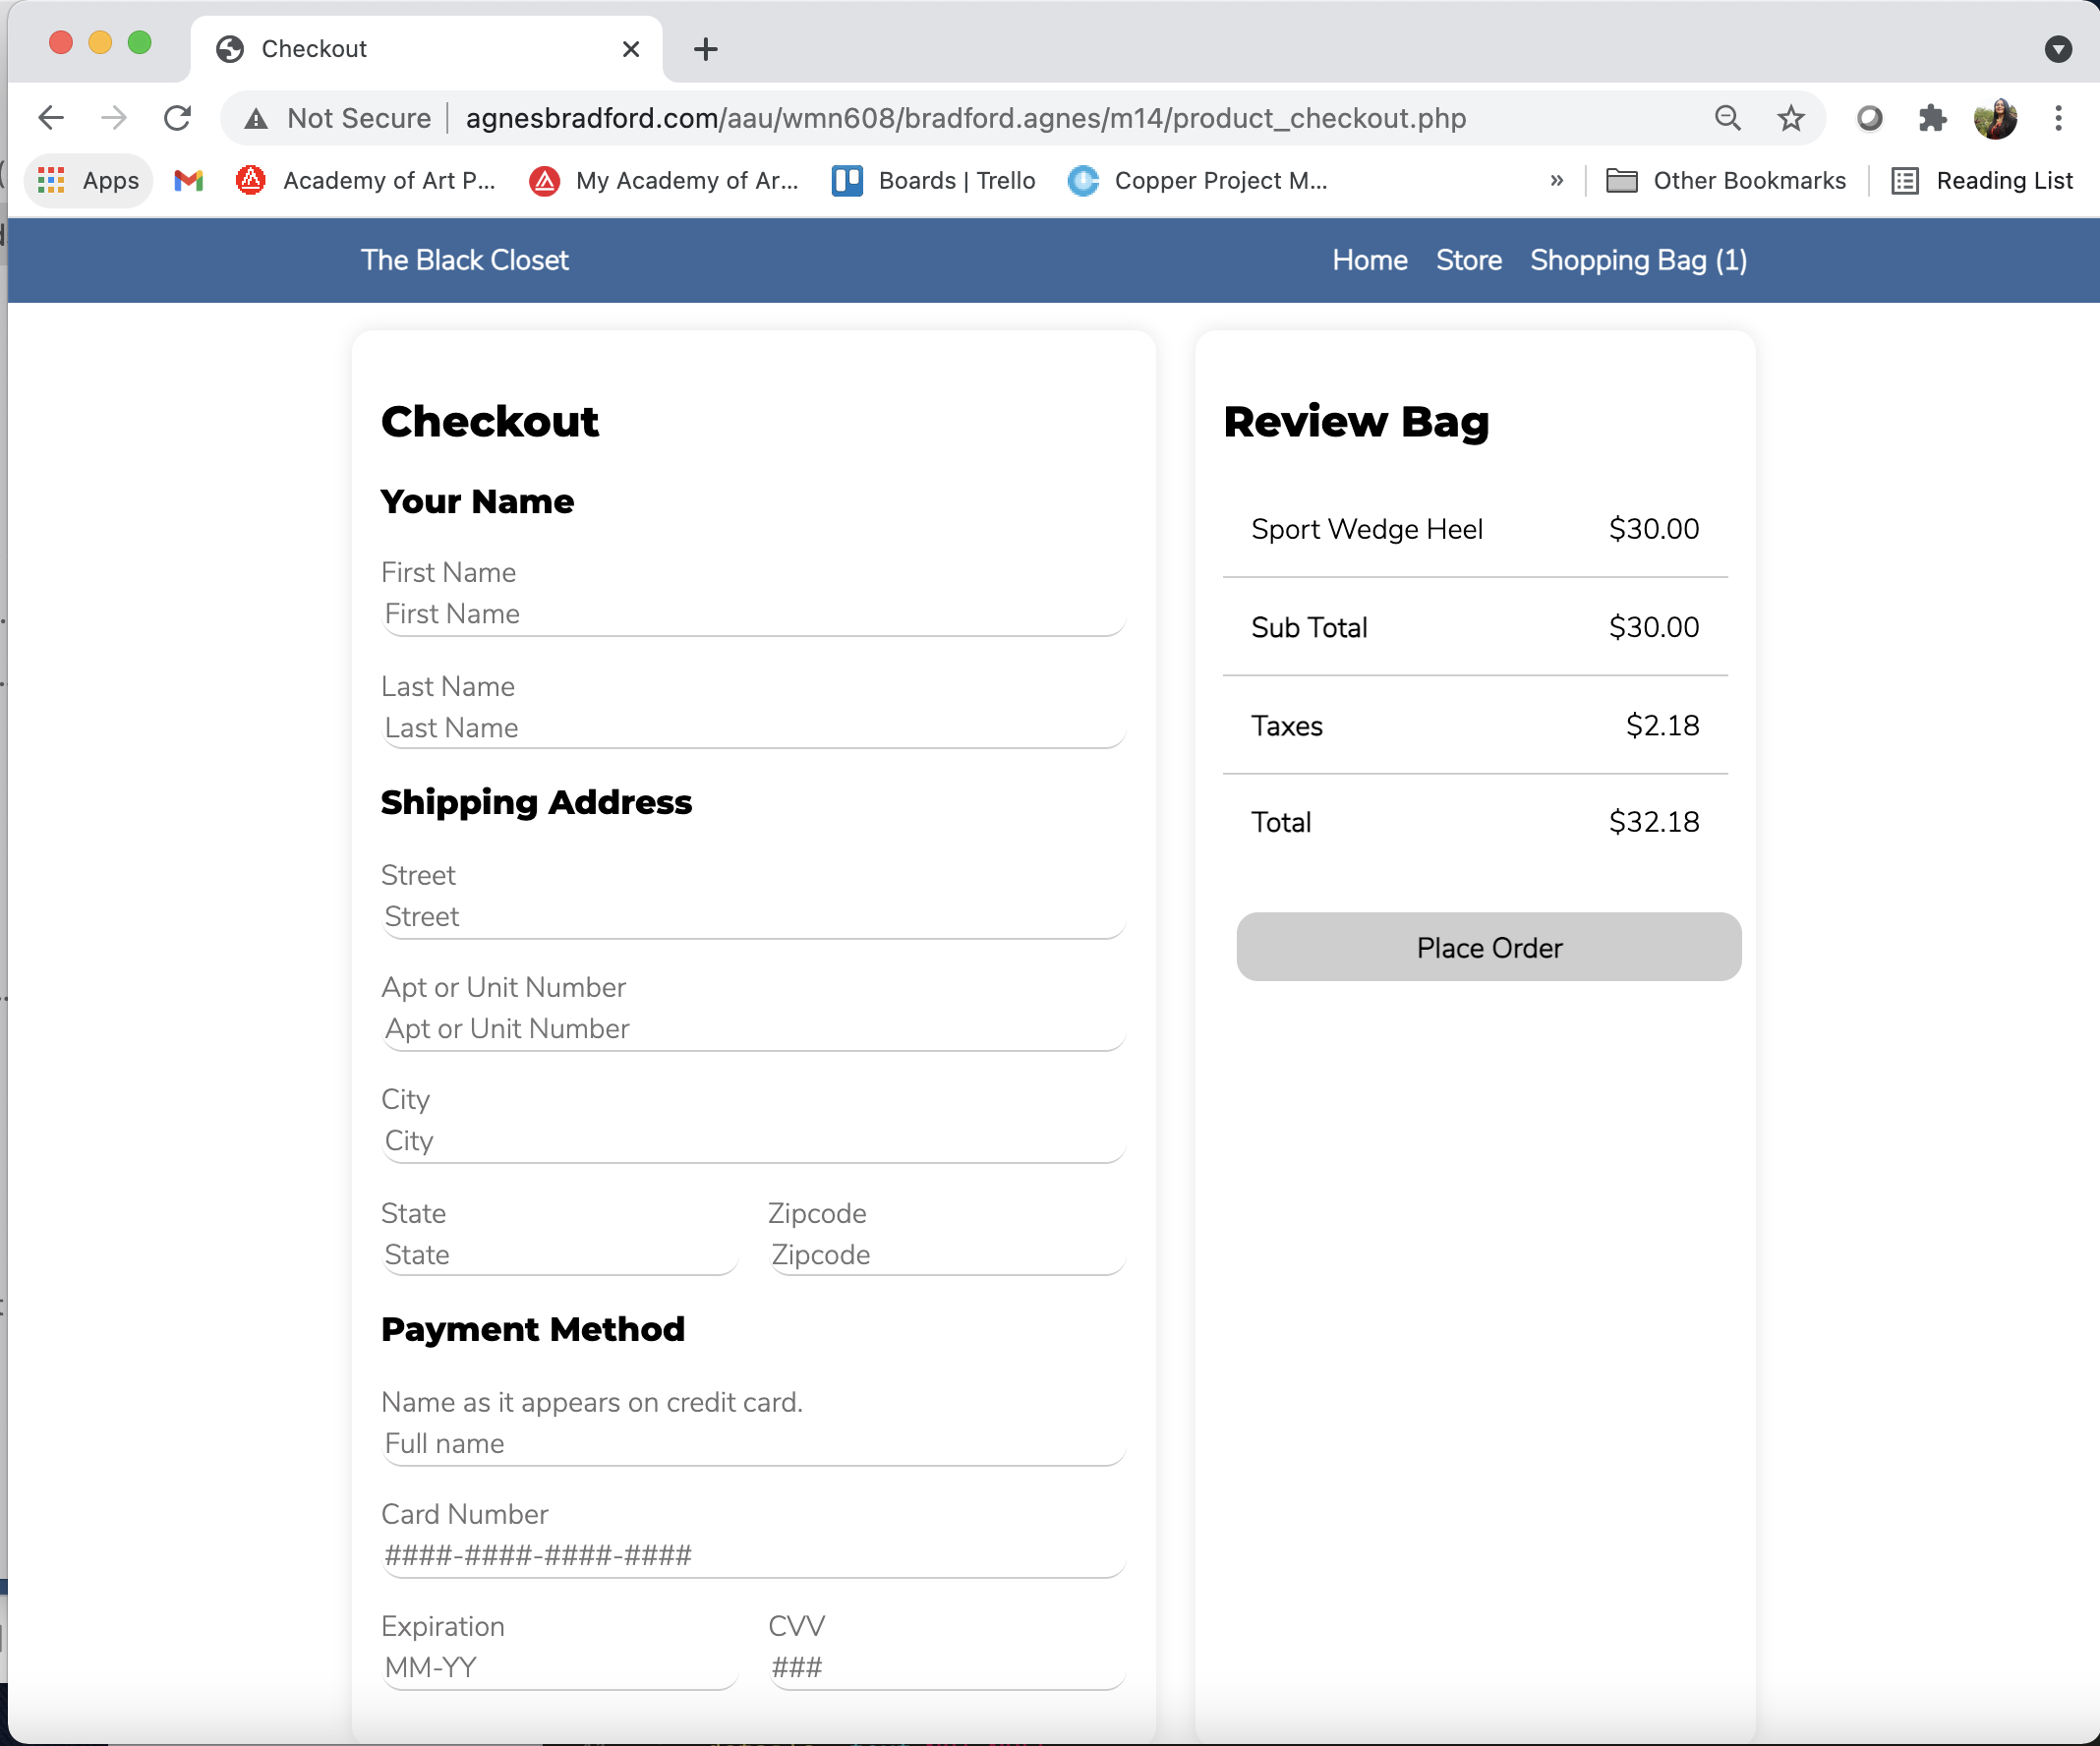 Checkout
Not Secure agnesbradford.com/aau/wmn608/bradford.agnes/m14/product_checkout.php
Apps Academy of Art P... My Academy of Ar... Boards | Trello Copper Project M... » Other Bookmarks Reading List
The Black Closet Home Store Shopping Bag (1)
Checkout
Your Name
First Name
First Name
Last Name
Last Name
Shipping Address
Street
Street
Apt or Unit Number
Apt or Unit Number
City
City
State Zipcode
State Zipcode
Payment Method
Name as it appears on credit card.
Full name
Card Number
####-####-####-####
Expiration CVV
MM-YY ###
Review Bag
Sport Wedge Heel $30.00
Sub Total $30.00
Taxes $2.18
Total $32.18
Place Order